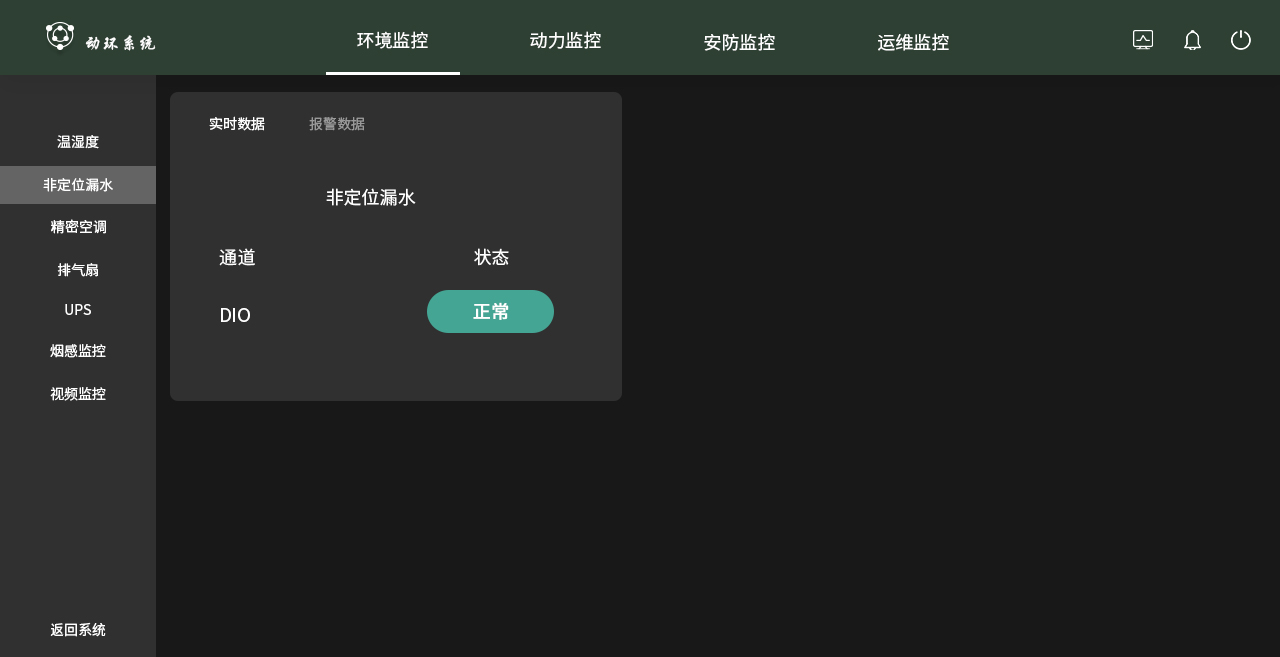 动环系统
环境监控
动力监控
安防监控
运维监控
温湿度
非定位漏水
精密空调
排气扇
UPS
烟感监控
视频监控
返回系统
实时数据
报警数据
非定位漏水
通道
状态
DIO
正常